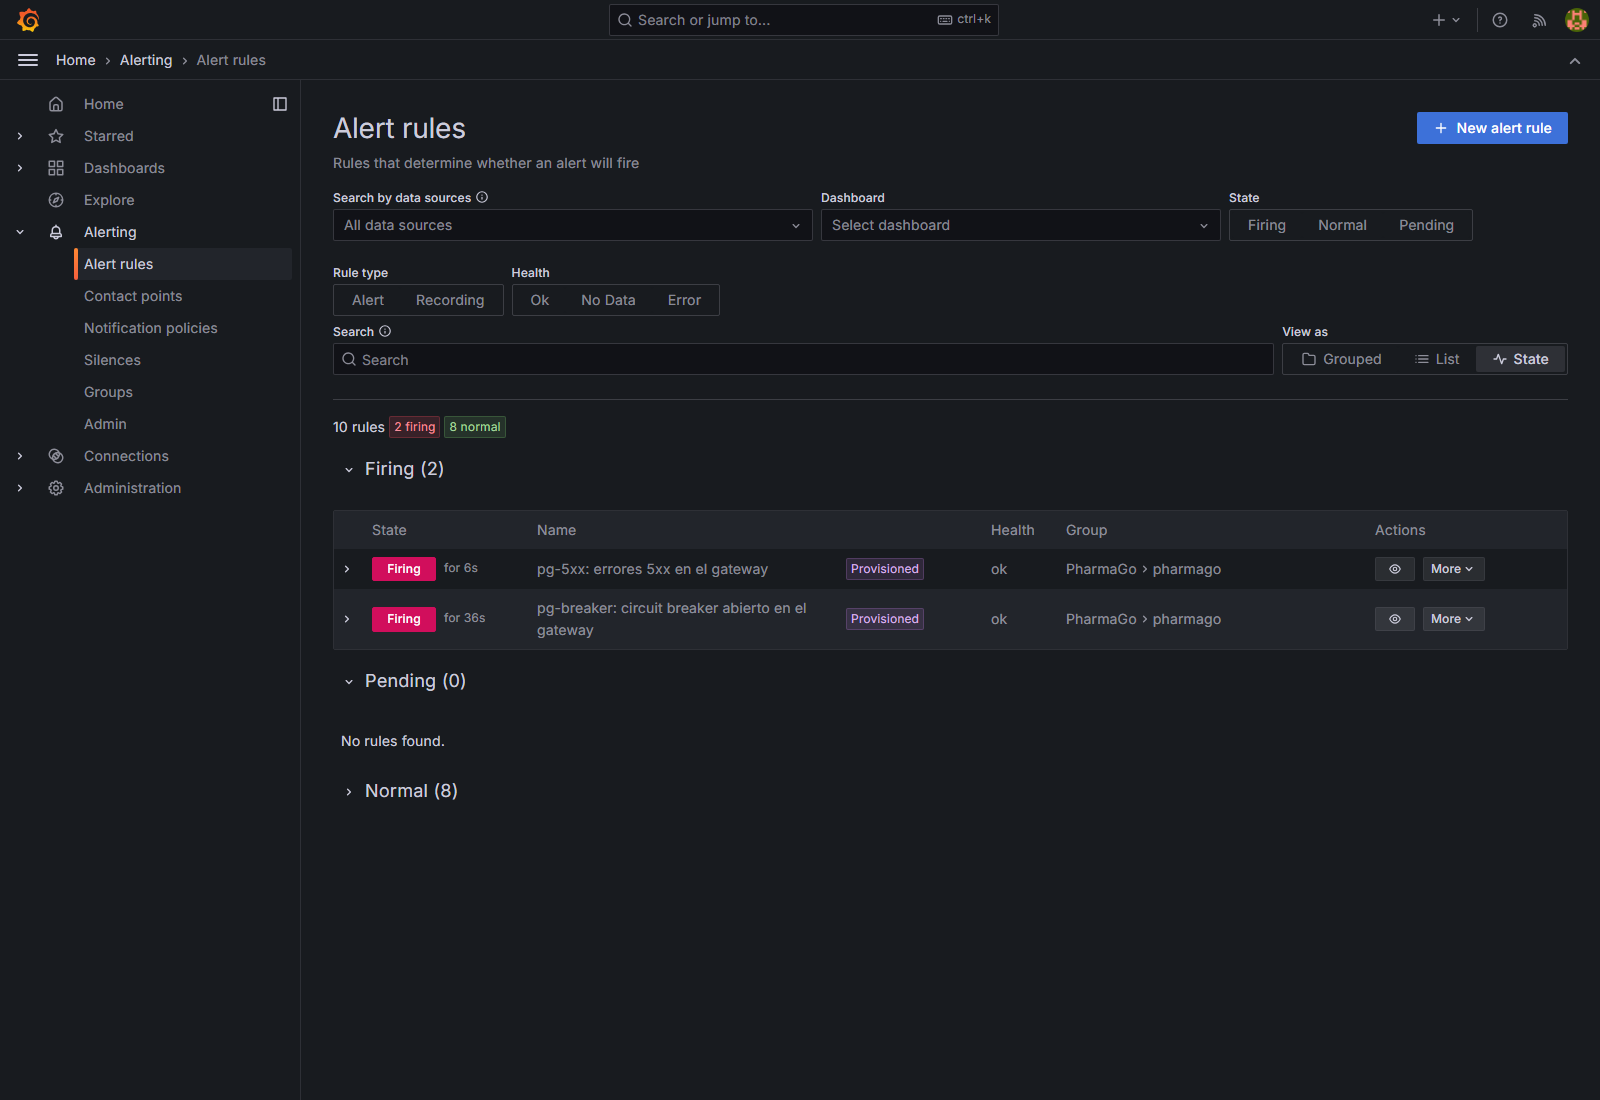 Search or jump to...
ctrl+k
Home › Alerting › Alert rules
Home
Starred
Dashboards
Explore
Alerting
Alert rules
Contact points
Notification policies
Silences
Groups
Admin
Connections
Administration
Alert rules
New alert rule
Rules that determine whether an alert will fire
Search by data sources
Dashboard
State
All data sources
Select dashboard
Firing Normal Pending
Rule type
Health
Alert Recording
Ok No Data Error
Search
View as
Search
Grouped List State
10 rules 2 firing 8 normal
Firing (2)
State Name Health Group Actions
Firing for 6s pg-5xx: errores 5xx en el gateway Provisioned ok PharmaGo › pharmago More
Firing for 36s pg-breaker: circuit breaker abierto en el
gateway Provisioned ok PharmaGo › pharmago More
Pending (0)
No rules found.
Normal (8)